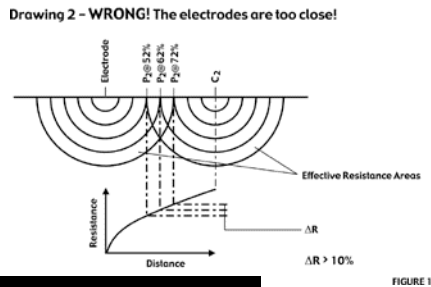 Drawing 2 – WRONG! The electrodes are too close!
Electrode
P2@52%
P2@62%
P2@72%
C2
Effective Resistance Areas
Resistance
Distance
ΔR
ΔR > 10%
FIGURE 1